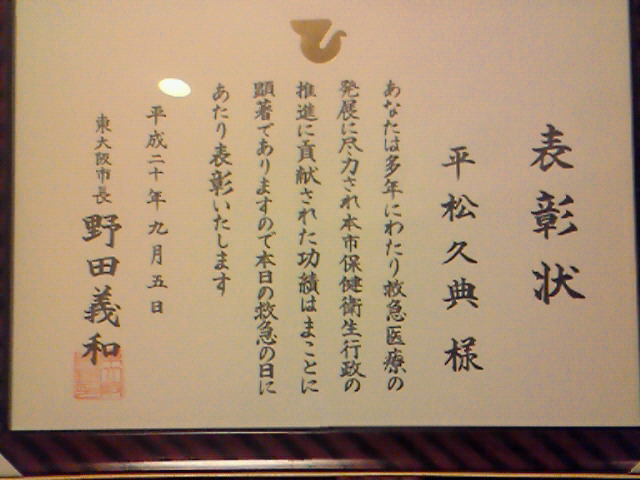 表彰状
平松久典 様
あなたは多年にわたり救急医療の
発展に尽力され本市保健衛生行政の
推進に貢献された功績はまことに
顕著でありますので本日の救急の日に
あたり表彰いたします
平成二十年九月五日
東大阪市長 野田義和